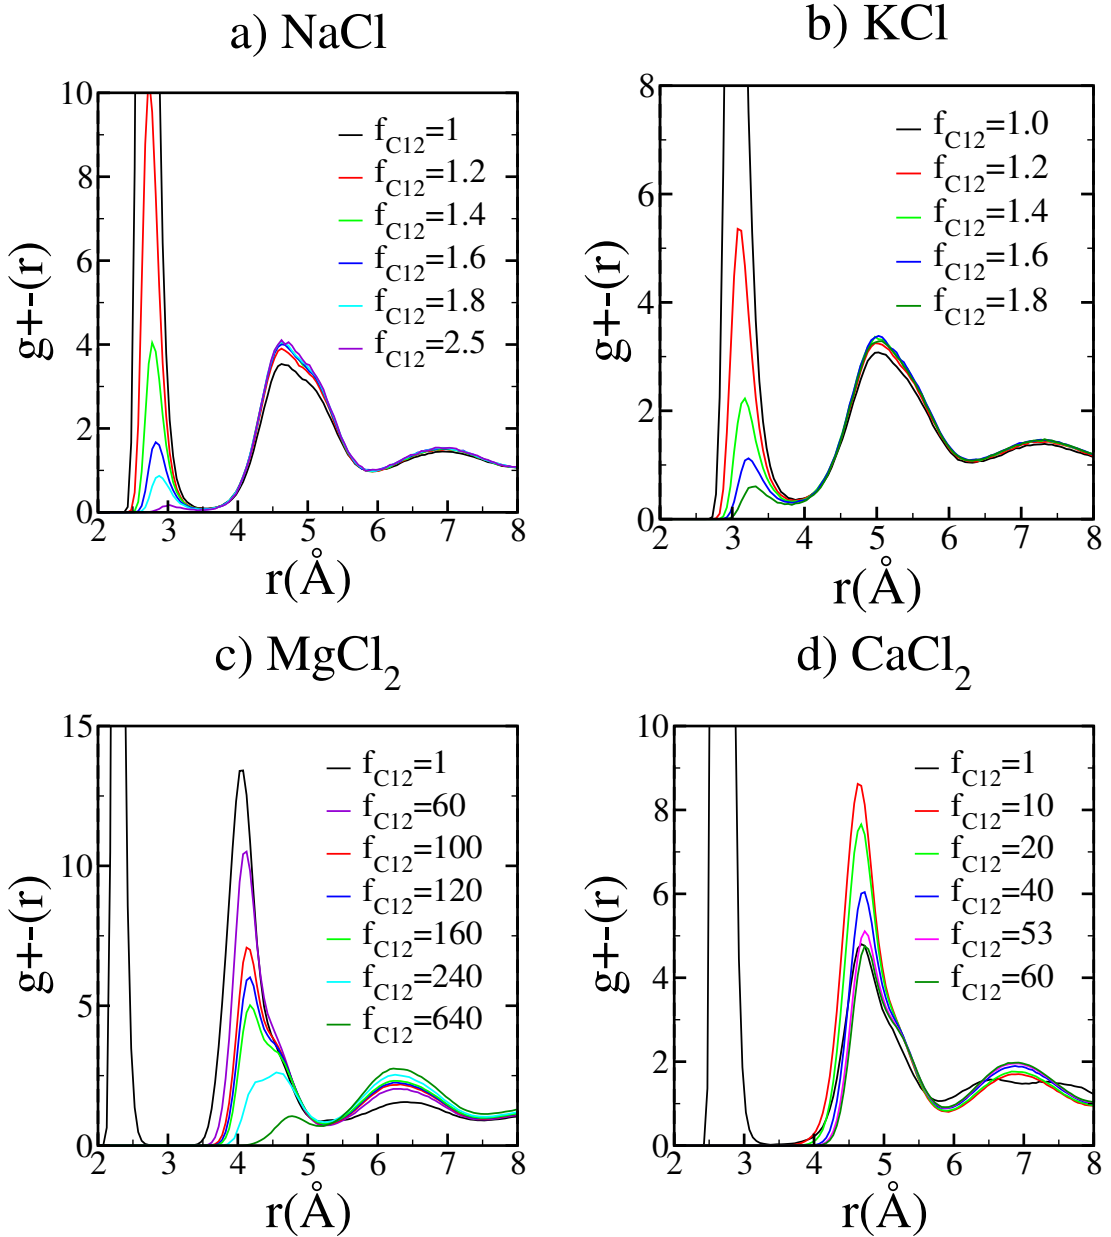 a) NaCl
10
8
6
4
2
0
g+-(r)
f_C12=1
f_C12=1.2
f_C12=1.4
f_C12=1.6
f_C12=1.8
f_C12=2.5
2 3 4 5 6 7 8
r(Å)
b) KCl
8
6
4
2
0
g+-(r)
f_C12=1.0
f_C12=1.2
f_C12=1.4
f_C12=1.6
f_C12=1.8
2 3 4 5 6 7 8
r(Å)
c) MgCl₂
15
10
5
0
g+-(r)
f_C12=1
f_C12=60
f_C12=100
f_C12=120
f_C12=160
f_C12=240
f_C12=640
2 3 4 5 6 7 8
r(Å)
d) CaCl₂
10
8
6
4
2
0
g+-(r)
f_C12=1
f_C12=10
f_C12=20
f_C12=40
f_C12=53
f_C12=60
2 3 4 5 6 7 8
r(Å)